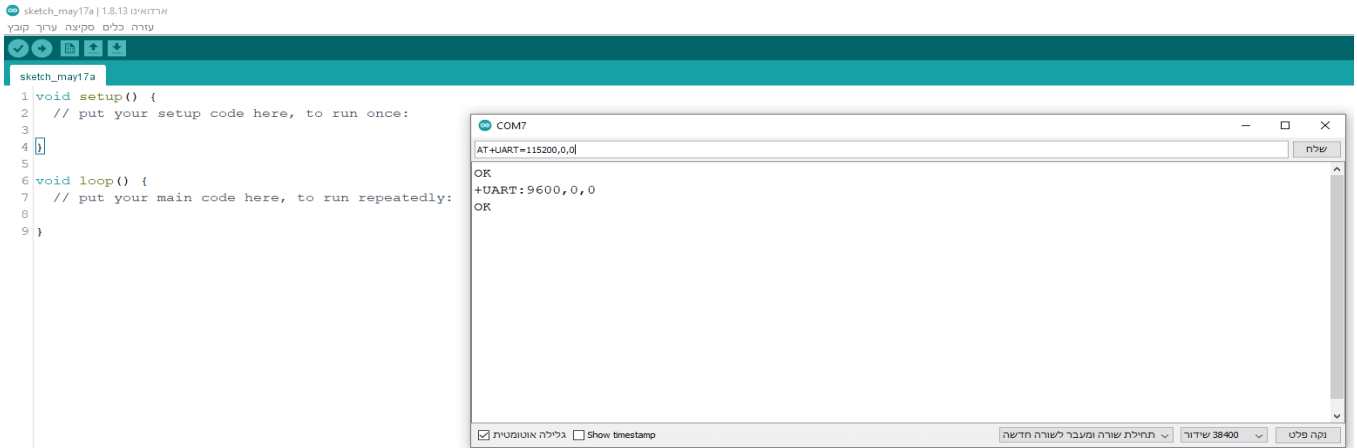 sketch_may17a | 1.8.13 ארדואינו
קובץ ערוך סקיצה כלים עזרה
sketch_may17a
1 void setup() {
2 // put your setup code here, to run once:
3
4 }
5
6 void loop() {
7 // put your main code here, to run repeatedly:
8
9 }
COM7
AT+UART=115200,0,0
שלח
OK
+UART:9600,0,0
OK
גלילה אוטומטית
Show timestamp
תחילת שורה ומעבר לשורה חדשה
38400 שידור
נקה פלט